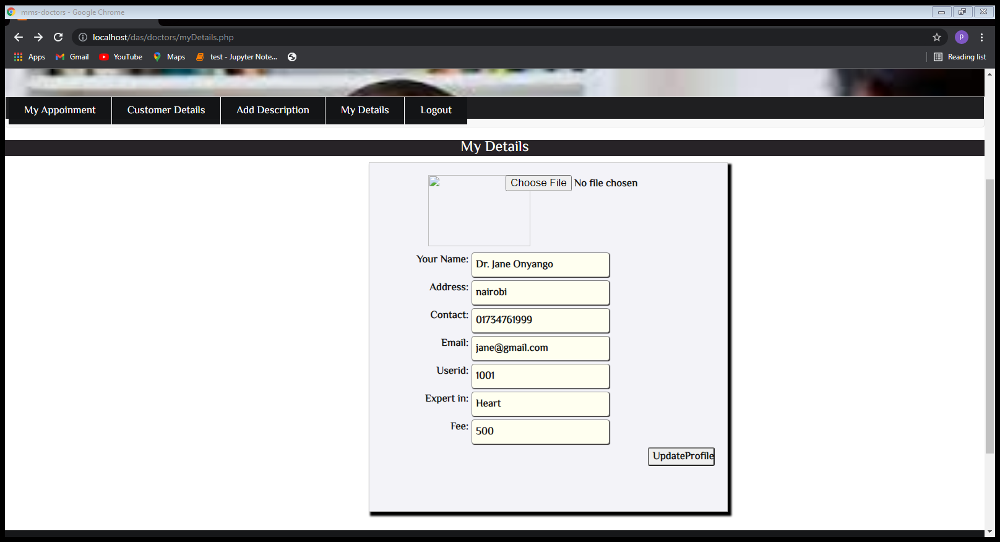 mms-doctors - Google Chrome
localhost/das/doctors/myDetails.php
p
Apps Gmail YouTube Maps test - Jupyter Note... Reading list
My Appoinment Customer Details Add Description My Details Logout
My Details
Choose File No file chosen
Your Name: Dr. Jane Onyango
Address: nairobi
Contact: 01734761999
Email: jane@gmail.com
Userid: 1001
Expert in: Heart
Fee: 500
UpdateProfile